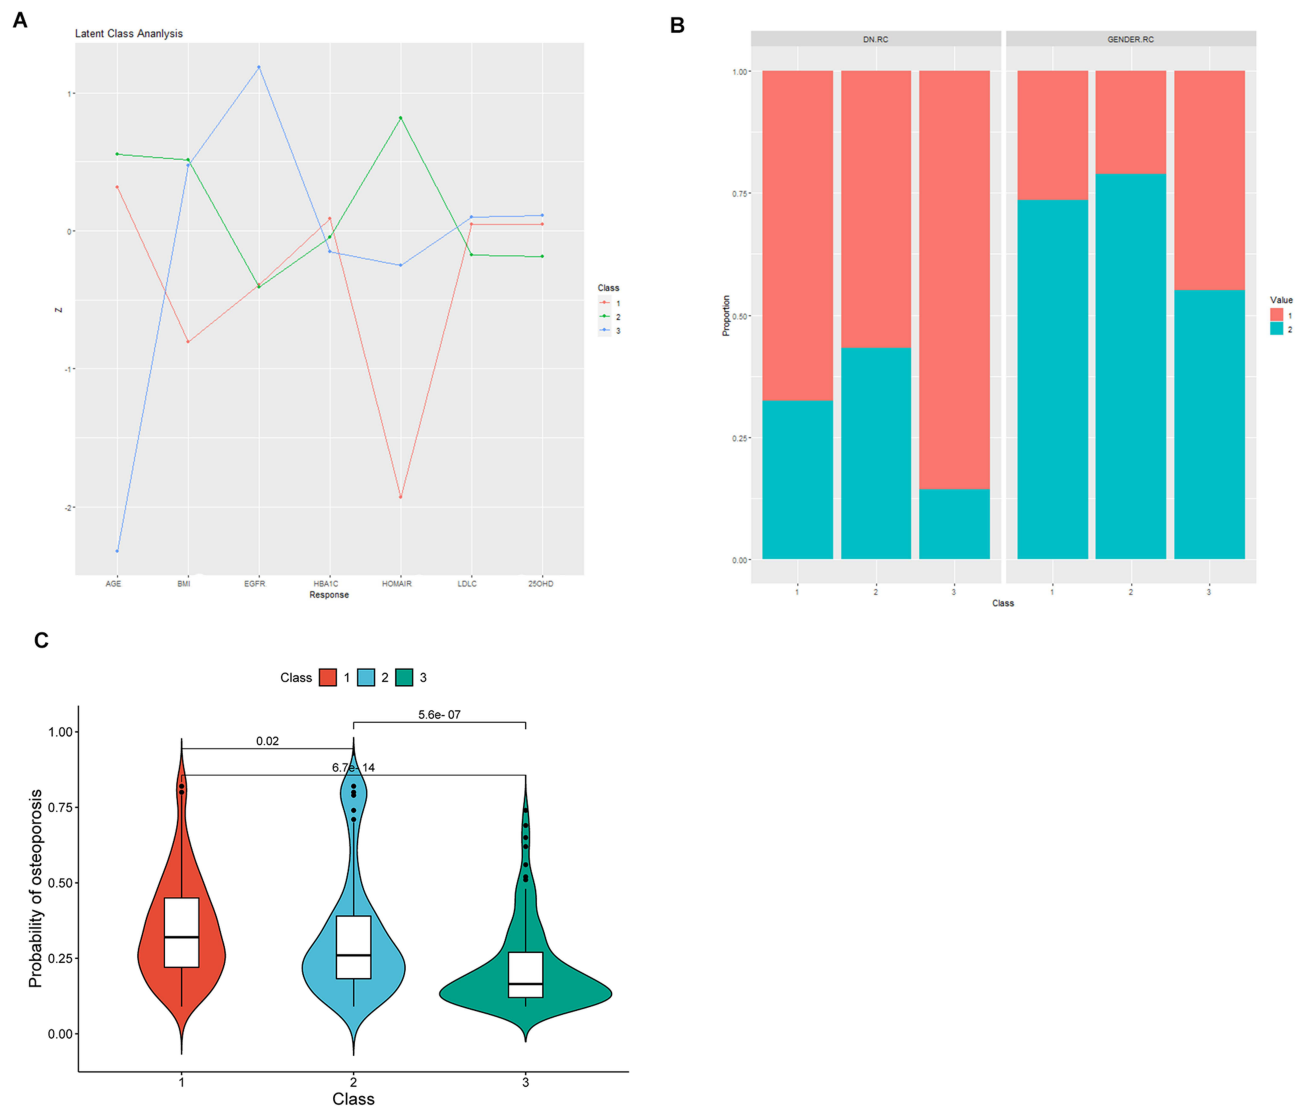 A
Latent Class Ananlysis
1
0
-1
-2
Z
AGE BMI EGFR HBA1C HOMAIR LDLC 25OHD
Response
Class
1
2
3
B
DN.RC GENDER.RC
1.00
0.75
0.50
0.25
0.00
Proportion
1 2 3 1 2 3
Class
Value
1
2
C
Class 1 2 3
5.6e- 07
0.02
6.7e- 14
1.00
0.75
0.50
0.25
0.00
Probability of osteoporosis
1 2 3
Class